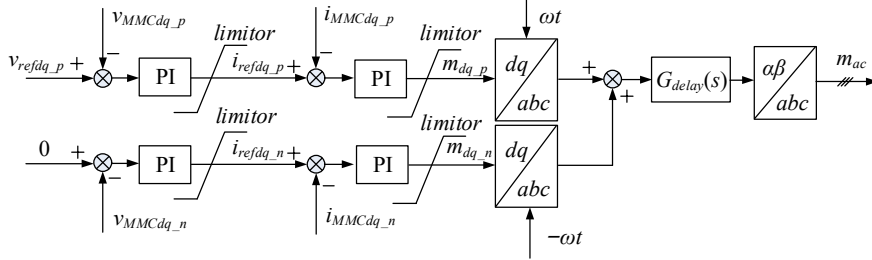 v_MMCdq_p
i_MMCdq_p
ωt
limitor
limitor
v_refdq_p + − PI i_refdq_p + − PI m_dq_p dq abc + + G_delay(s) αβ abc m_ac
limitor
limitor
0 + − PI i_refdq_n + − PI m_dq_n dq abc
v_MMCdq_n
i_MMCdq_n
−ωt